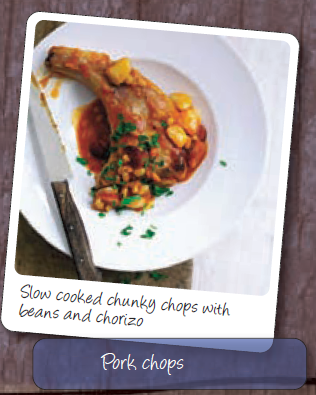 Slow cooked chunky chops with
beans and chorizo
Pork chops